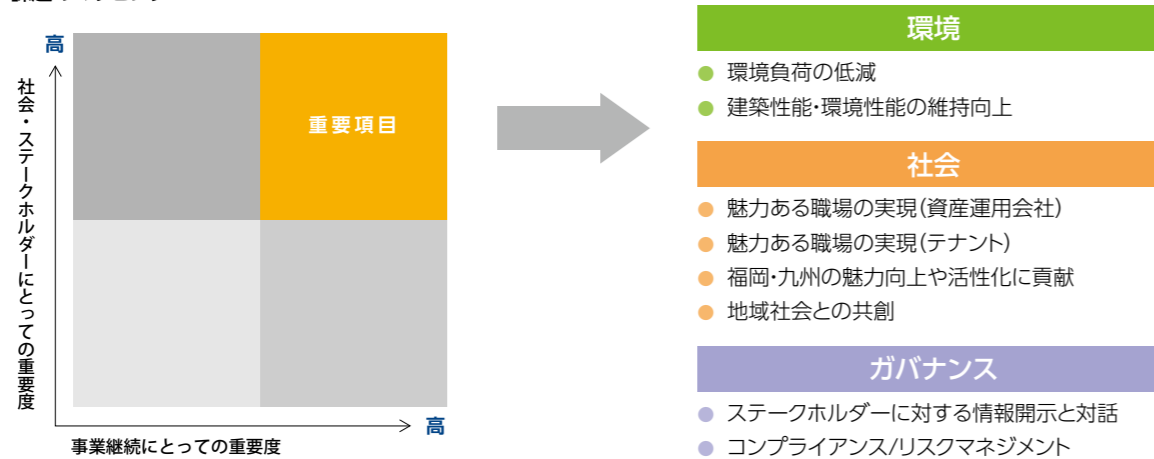 高
社会・ステークホルダーにとっての重要度
重要項目
高
事業継続にとっての重要度
環境
● 環境負荷の低減
● 建築性能・環境性能の維持向上
社会
● 魅力ある職場の実現(資産運用会社)
● 魅力ある職場の実現(テナント)
● 福岡・九州の魅力向上や活性化に貢献
● 地域社会との共創
ガバナンス
● ステークホルダーに対する情報開示と対話
● コンプライアンス/リスクマネジメント